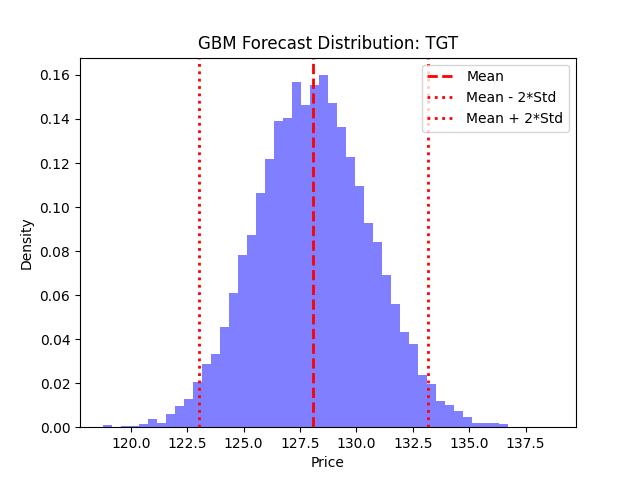 GBM Forecast Distribution: TGT
Mean
Mean - 2*Std
Mean + 2*Std
0.16
0.14
0.12
0.10
0.08
0.06
0.04
0.02
0.00
Density
120.0 122.5 125.0 127.5 130.0 132.5 135.0 137.5
Price